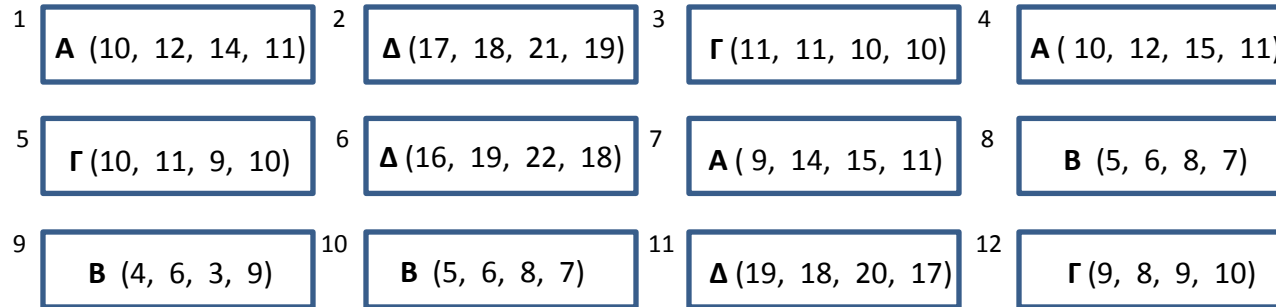 1 Α (10, 12, 14, 11) 2 Δ (17, 18, 21, 19) 3 Γ (11, 11, 10, 10) 4 Α ( 10, 12, 15, 11)
5 Γ (10, 11, 9, 10) 6 Δ (16, 19, 22, 18) 7 Α ( 9, 14, 15, 11) 8 Β (5, 6, 8, 7)
9 Β (4, 6, 3, 9) 10 Β (5, 6, 8, 7) 11 Δ (19, 18, 20, 17) 12 Γ (9, 8, 9, 10)